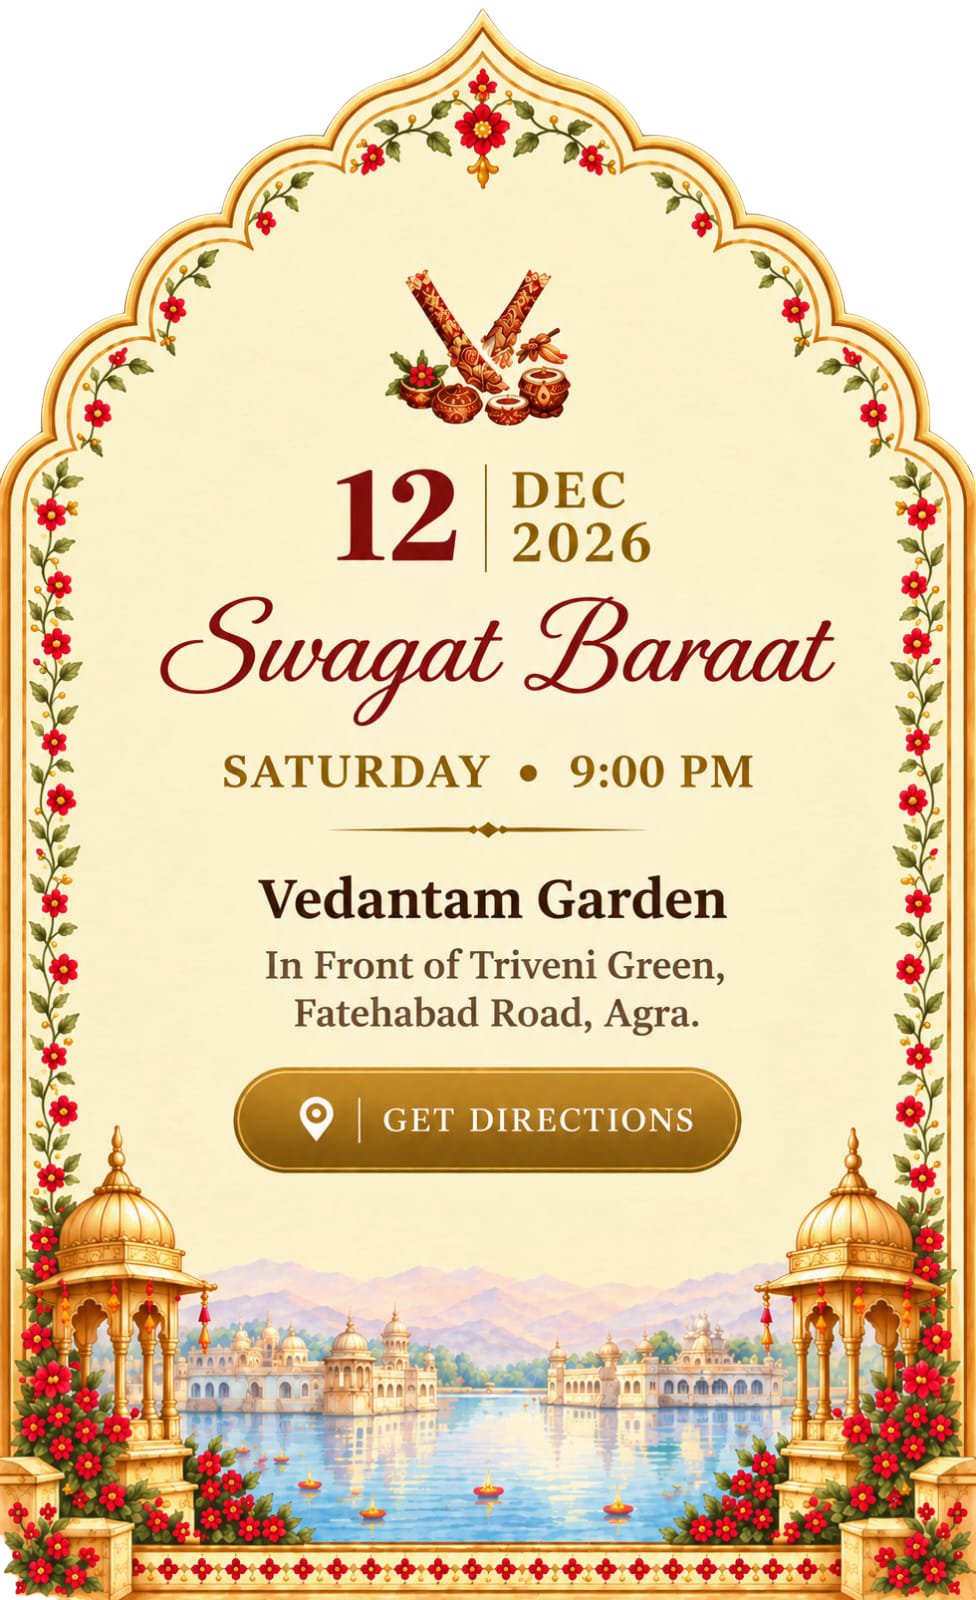 12
DEC
2026
Swagat Baraat
SATURDAY • 9:00 PM
Vedantam Garden
In Front of Triveni Green,
Fatehabad Road, Agra.
GET DIRECTIONS